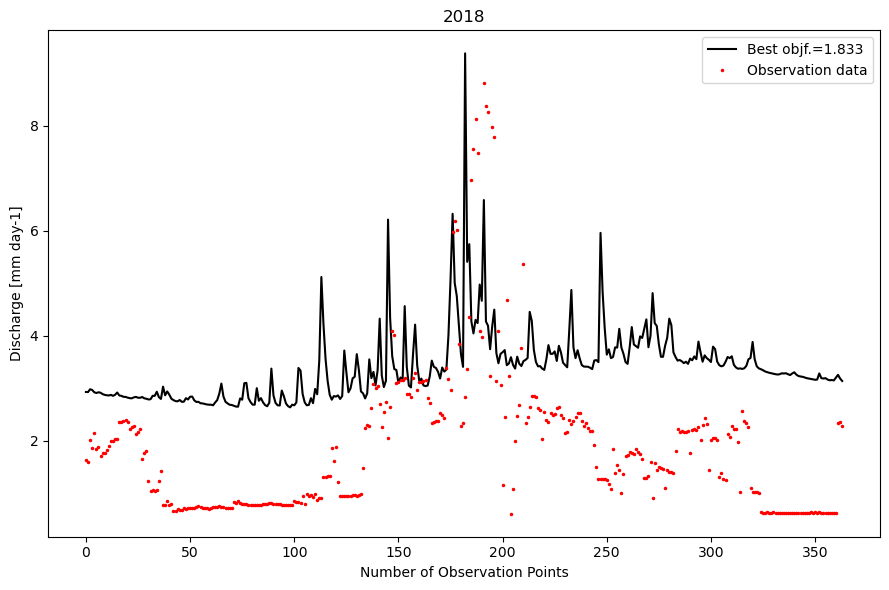 2018
Best objf.=1.833
Observation data
Discharge [mm day-1]
8
6
4
2
0 50 100 150 200 250 300 350
Number of Observation Points